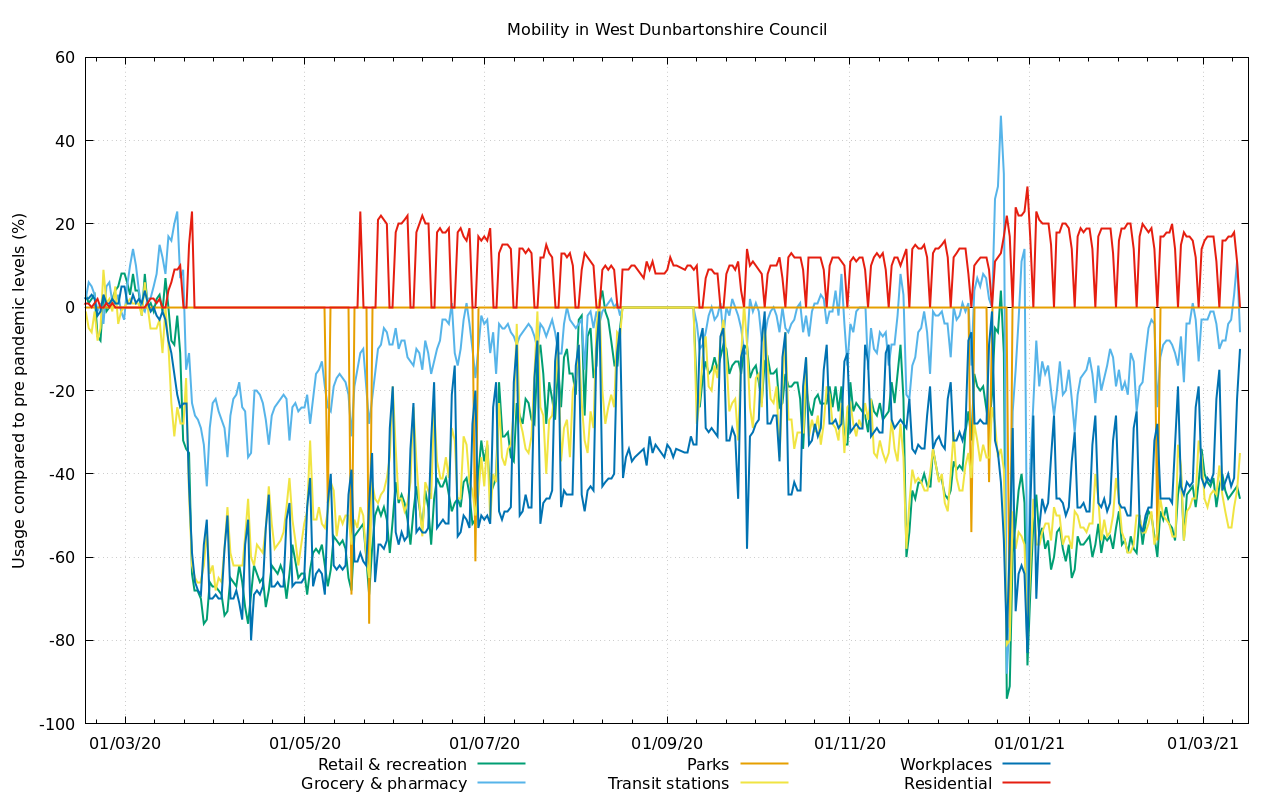 Mobility in West Dunbartonshire Council
Usage compared to pre pandemic levels (%)
60
40
20
0
-20
-40
-60
-80
-100
01/03/20 01/05/20 01/07/20 01/09/20 01/11/20 01/01/21 01/03/21
Retail & recreation Parks Workplaces
Grocery & pharmacy Transit stations Residential